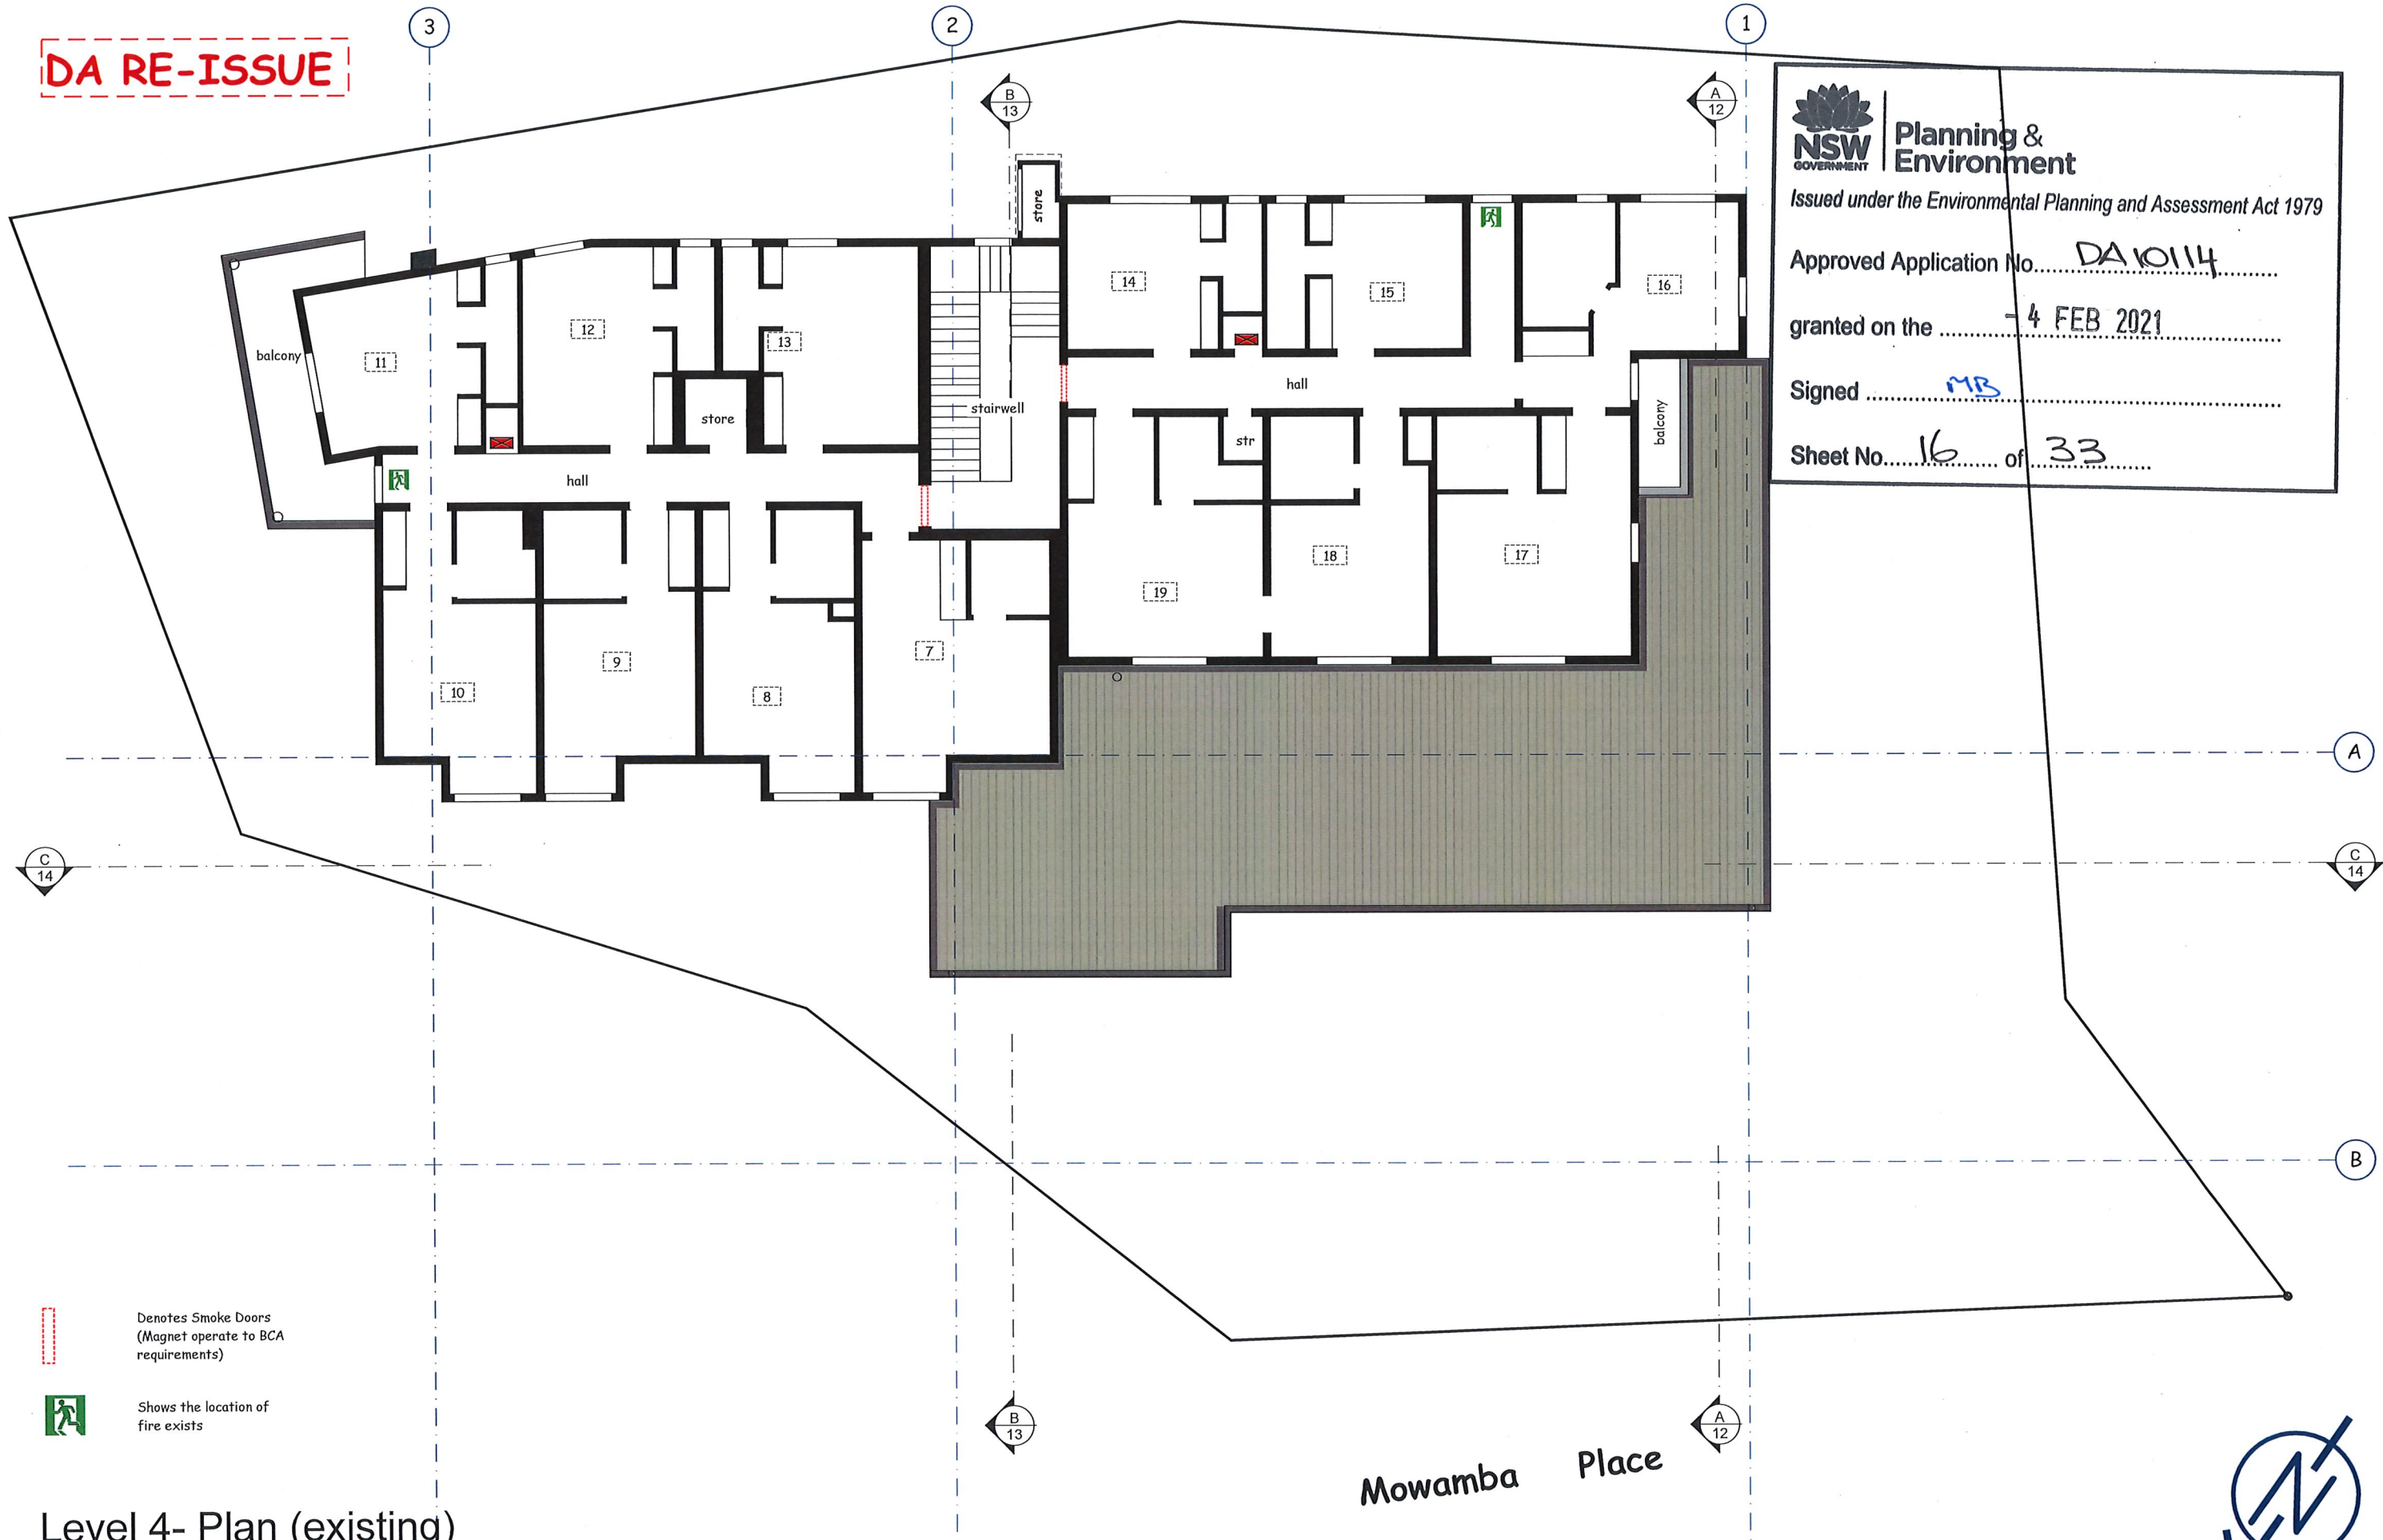 DA RE-ISSUE
3
2
1
B
13
A
12
NSW
GOVERNMENT
Planning &
Environment
Issued under the Environmental Planning and Assessment Act 1979
Approved Application No. DA10114
granted on the - 4 FEB 2021
Signed MB
Sheet No. 16 of 33
store
balcony
11
12
13
store
stairwell
14
15
16
hall
hall
str
balcony
10
9
8
7
19
18
17
A
C
14
C
14
B
Denotes Smoke Doors
(Magnet operate to BCA
requirements)
Shows the location of
fire exists
B
13
A
12
Mowamba Place
N
Level 4- Plan (existing)